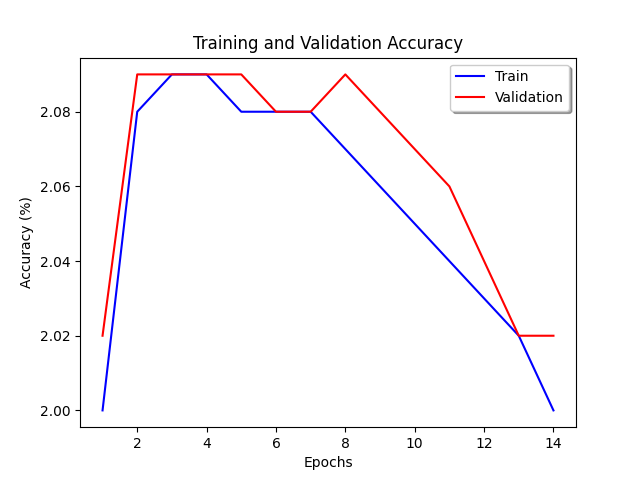 Training and Validation Accuracy
Train
Validation
Accuracy (%)
2.08
2.06
2.04
2.02
2.00
2 4 6 8 10 12 14
Epochs